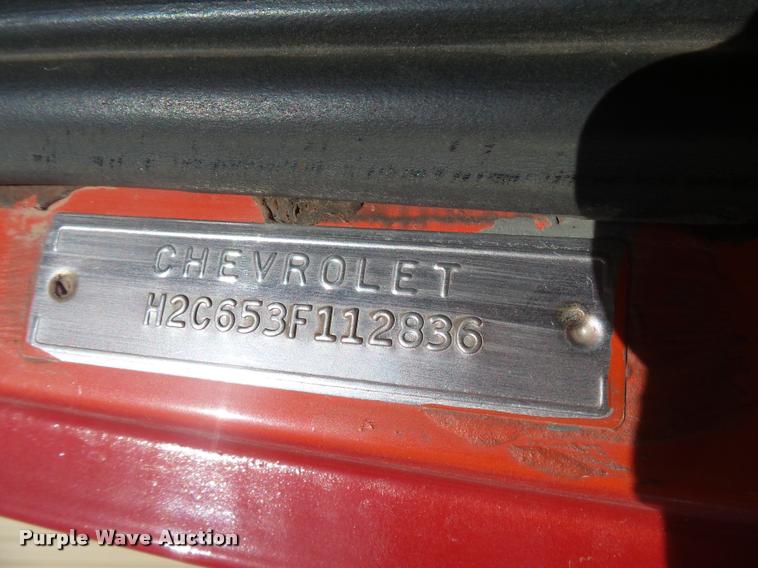 CHEVROLET
H2C653F112836
Purple Wave Auction